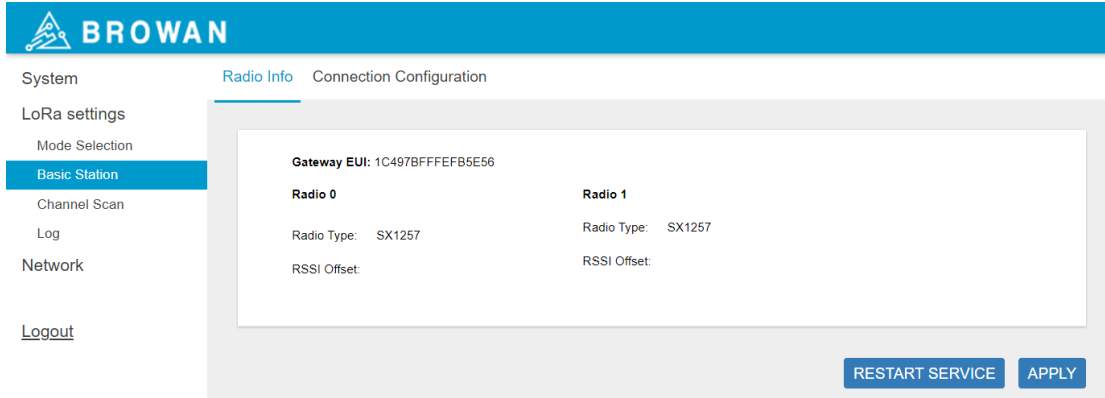 BROWAN
System
LoRa settings
Mode Selection
Basic Station
Channel Scan
Log
Network
Logout
Radio Info Connection Configuration
Gateway EUI: 1C497BFFFEFB5E56
Radio 0
Radio Type: SX1257
RSSI Offset:
Radio 1
Radio Type: SX1257
RSSI Offset:
RESTART SERVICE APPLY